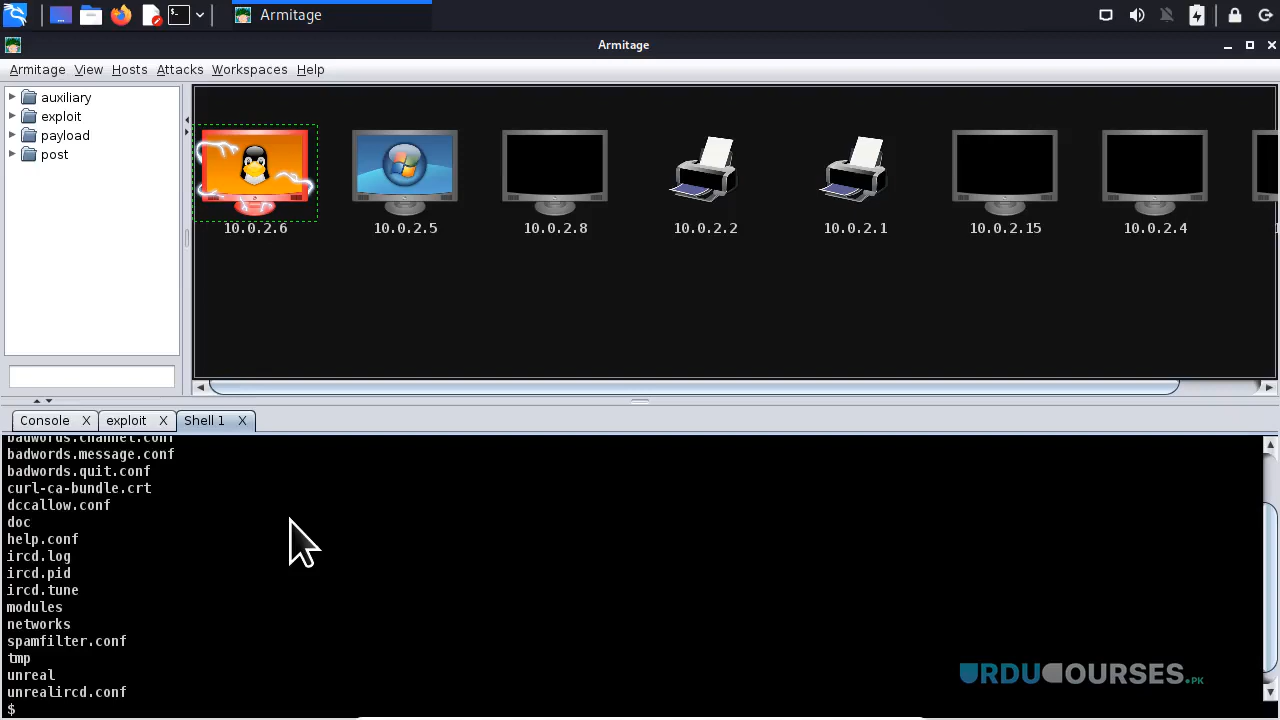 Armitage
Armitage
Armitage View Hosts Attacks Workspaces Help
auxiliary
exploit
payload
post
10.0.2.6 10.0.2.5 10.0.2.8 10.0.2.2 10.0.2.1 10.0.2.15 10.0.2.4
Console X exploit X Shell 1 X
badwords.channel.conf
badwords.message.conf
badwords.quit.conf
curl-ca-bundle.crt
dccallow.conf
doc
help.conf
ircd.log
ircd.pid
ircd.tune
modules
networks
spamfilter.conf
tmp
unreal
unrealircd.conf
$
URDUCOURSES.PK